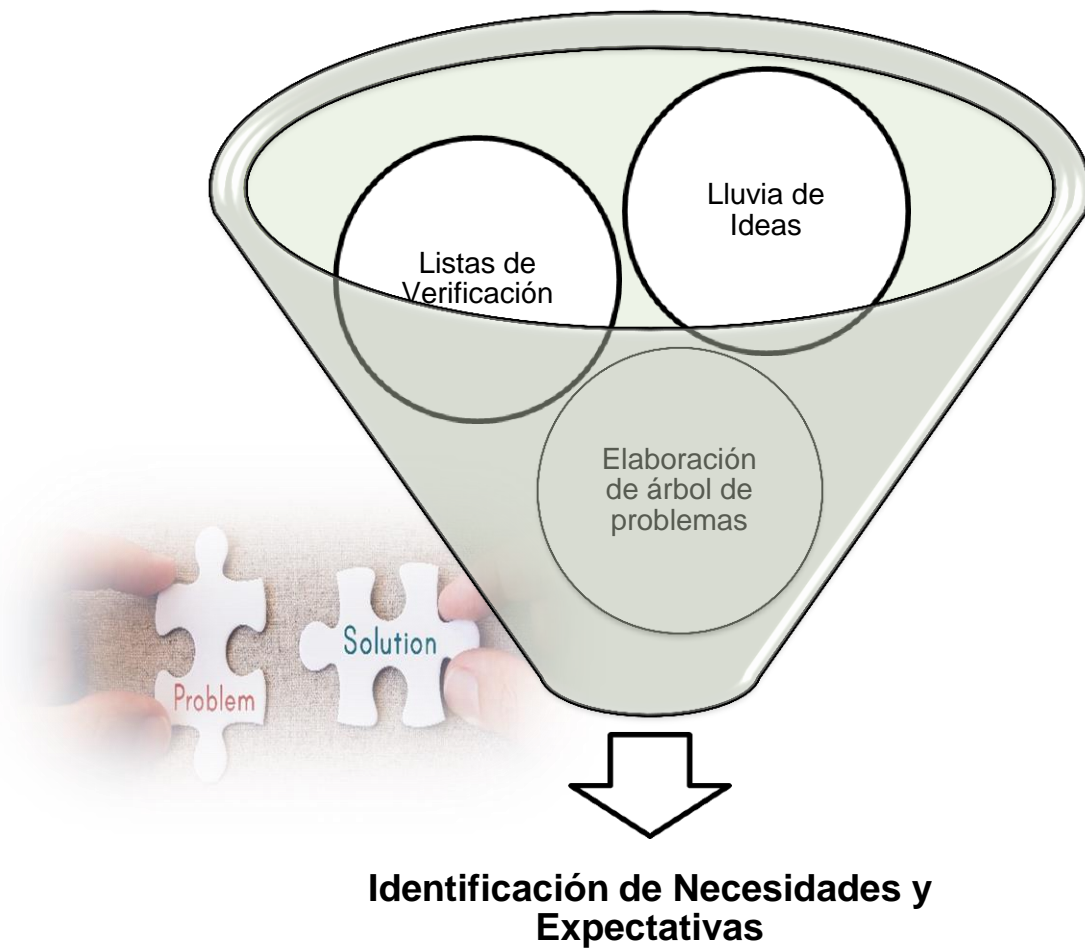 Lluvia de
Ideas
Listas de
Verificación
Elaboración
de árbol de
problemas
Solution
Problem
Identificación de Necesidades y
Expectativas